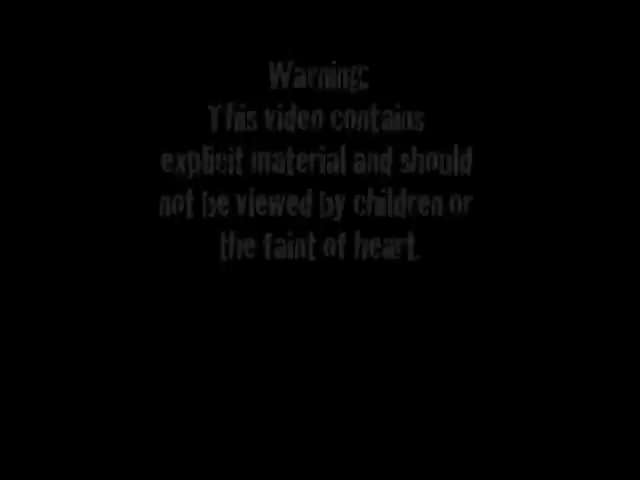 Warning:
This video contains
explicit material and should
not be viewed by children or
the faint of heart.